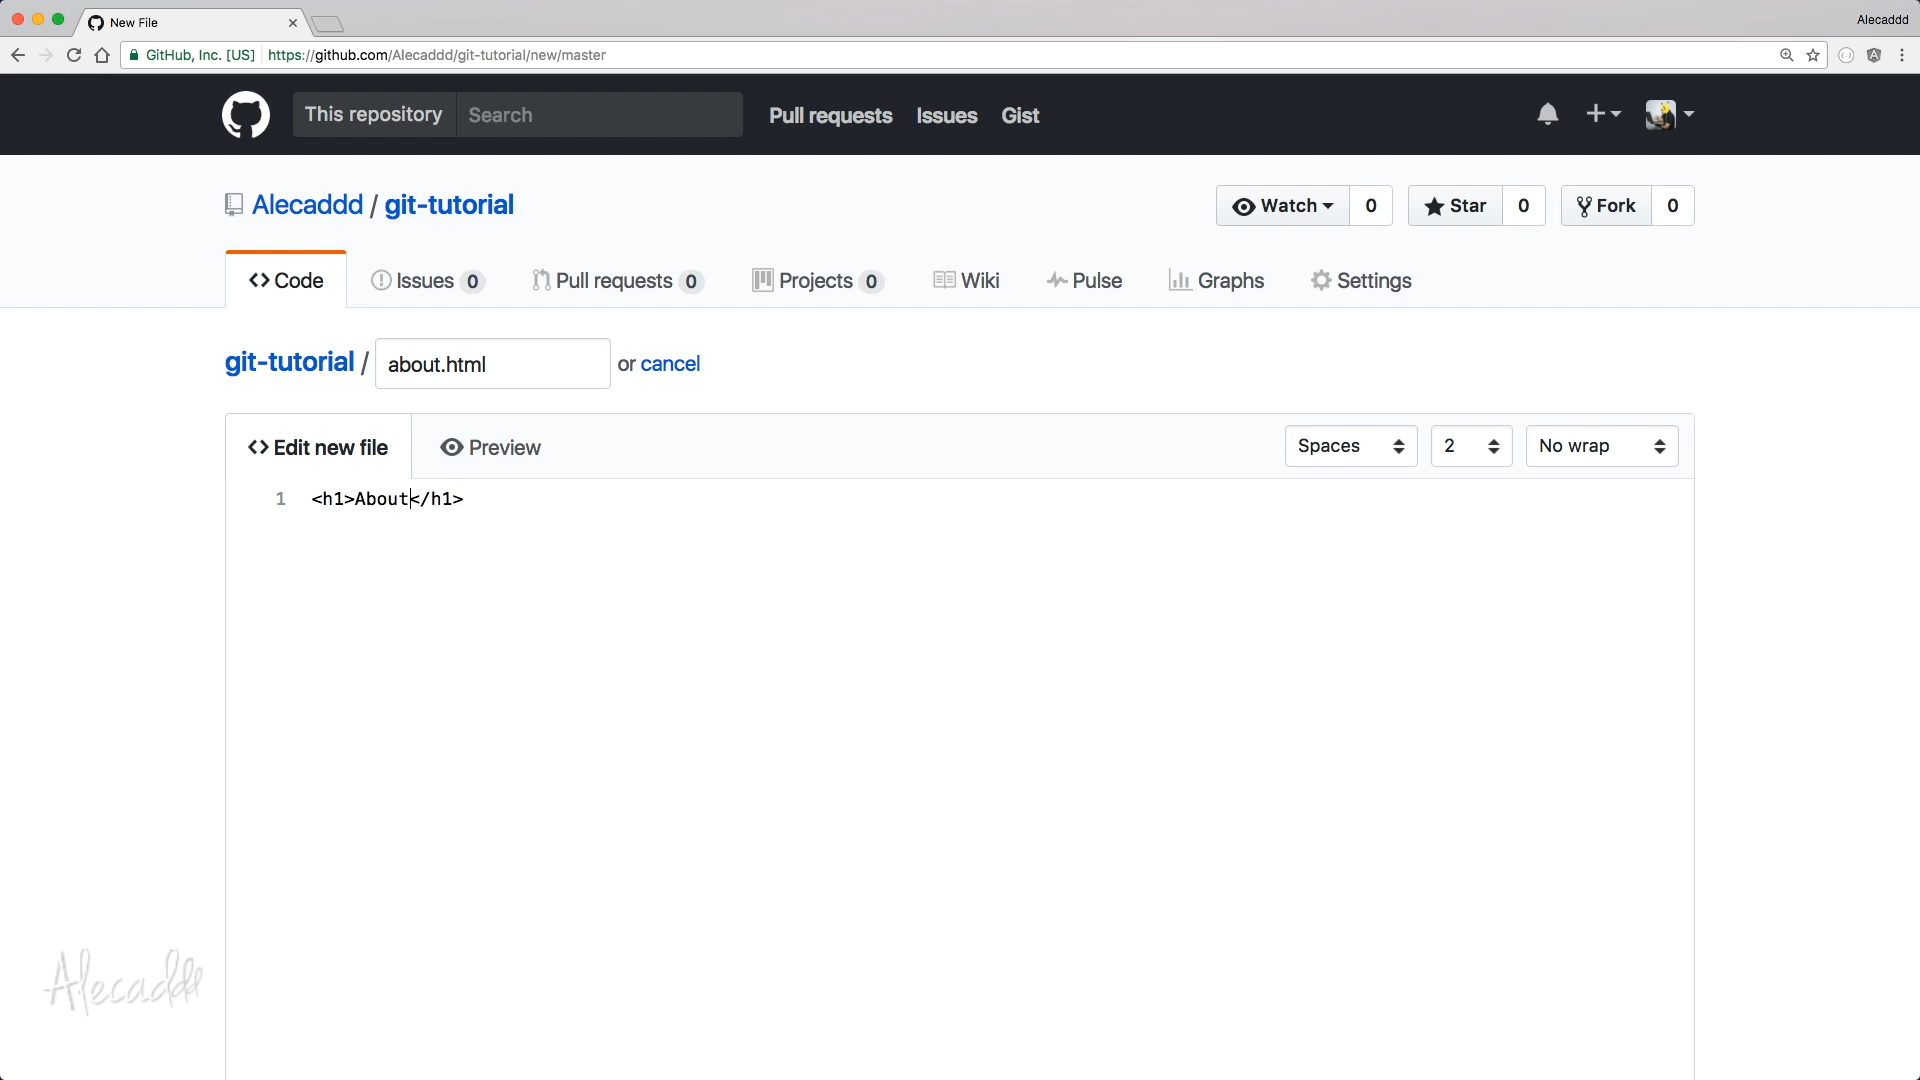 New File
Alecaddd
GitHub, Inc. [US] https://github.com/Alecaddd/git-tutorial/new/master
This repository Search Pull requests Issues Gist
Alecaddd / git-tutorial
Watch 0 Star 0 Fork 0
Code Issues 0 Pull requests 0 Projects 0 Wiki Pulse Graphs Settings
git-tutorial / about.html or cancel
Edit new file Preview Spaces 2 No wrap
1 <h1>About</h1>
Alecaddd